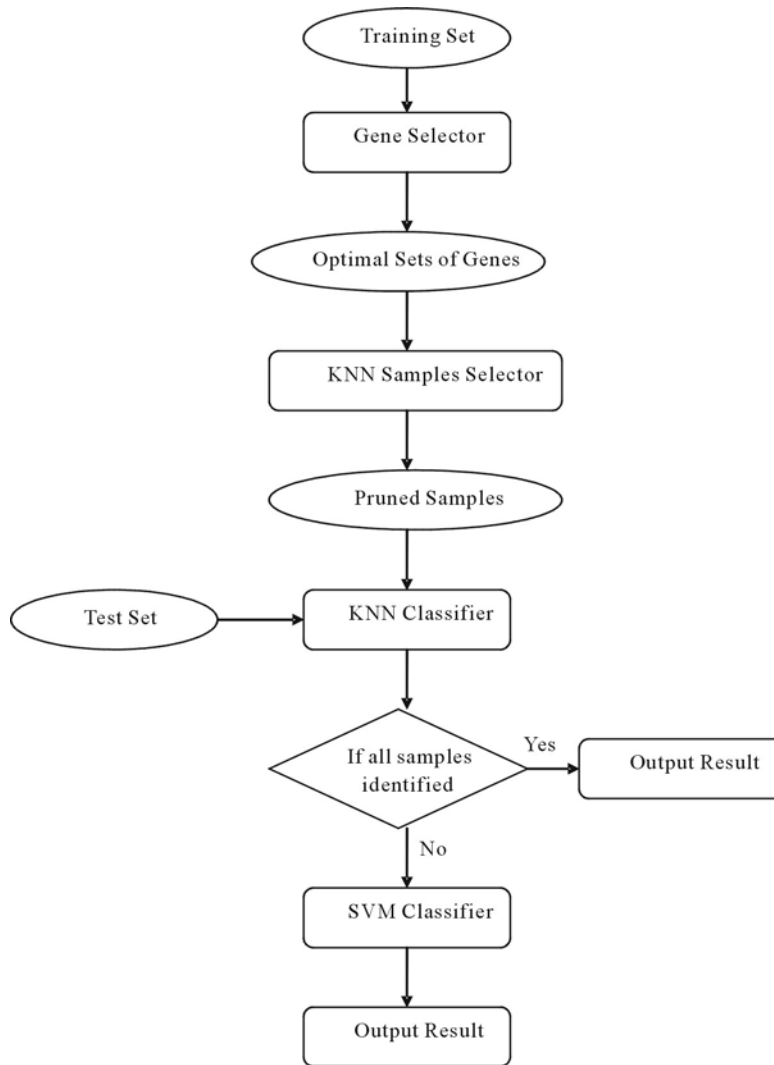 Training Set
Gene Selector
Optimal Sets of Genes
KNN Samples Selector
Pruned Samples
Test Set
KNN Classifier
If all samples
identified
Yes
Output Result
No
SVM Classifier
Output Result